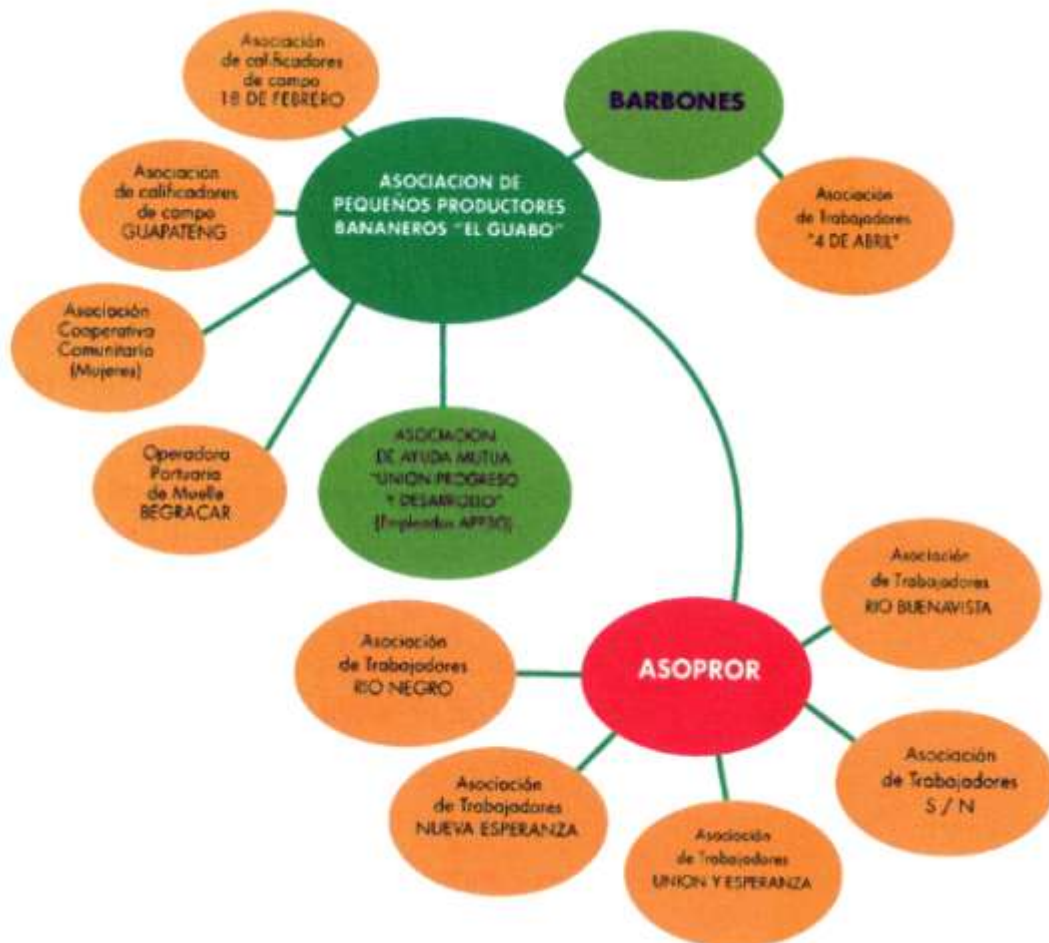 Asociación
de calificadores
de campo
18 DE FEBRERO
BARBONES
Asociación
de calificadores
de campo
GUAPATENG
ASOCIACION DE
PEQUEÑOS PRODUCTORES
BANANEROS "EL GUABO"
Asociación
de Trabajadores
"4 DE ABRIL"
Asociación
Cooperativa
Comunitaria
(Mujeres)
Operadora
Portuaria
de Muelle
BEGRACAR
ASOCIACION
DE AYUDA MUTUA
"UNION PROGRESO
Y DESARROLLO"
(Empleados
Asociación
de Trabajadores
RIO BUENAVISTA
Asociación
de Trabajadores
RIO NEGRO
ASOPROR
Asociación
de Trabajadores
S / N
Asociación
de Trabajadores
NUEVA ESPERANZA
Asociación
de Trabajadores
UNION Y ESPERANZA